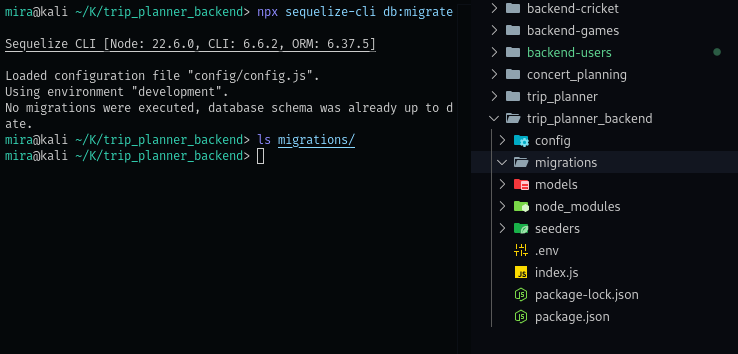 mira@kali ~/K/trip_planner_backend> npx sequelize-cli db:migrate
Sequelize CLI [Node: 22.6.0, CLI: 6.6.2, ORM: 6.37.5]
Loaded configuration file "config/config.js".
Using environment "development".
No migrations were executed, database schema was already up to d
ate.
mira@kali ~/K/trip_planner_backend> ls migrations/
mira@kali ~/K/trip_planner_backend>
backend-cricket
backend-games
backend-users
concert_planning
trip_planner
trip_planner_backend
config
migrations
models
node_modules
seeders
.env
index.js
package-lock.json
package.json